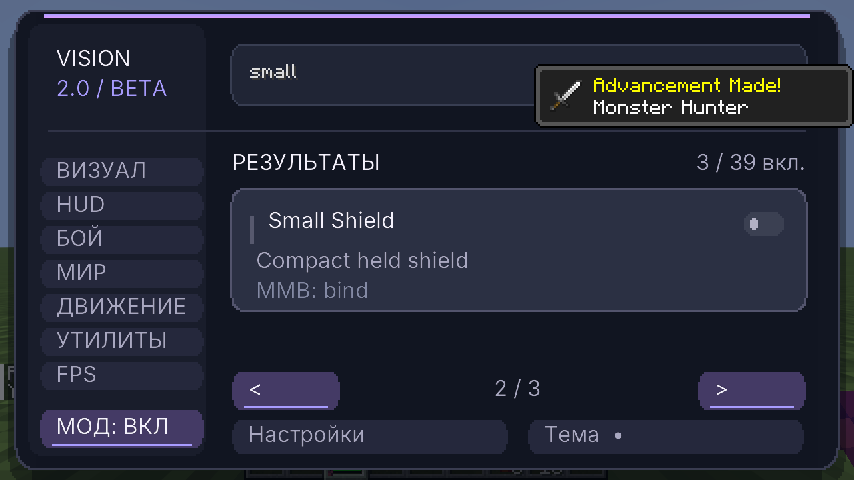 VISION
2.0 / BETA
small
Advancement Made!
Monster Hunter
РЕЗУЛЬТАТЫ
3 / 39 вкл.
ВИЗУАЛ
HUD
БОЙ
МИР
ДВИЖЕНИЕ
УТИЛИТЫ
FPS
МОД: ВКЛ
Small Shield
Compact held shield
MMB: bind
<
2 / 3
>
Настройки
Тема •